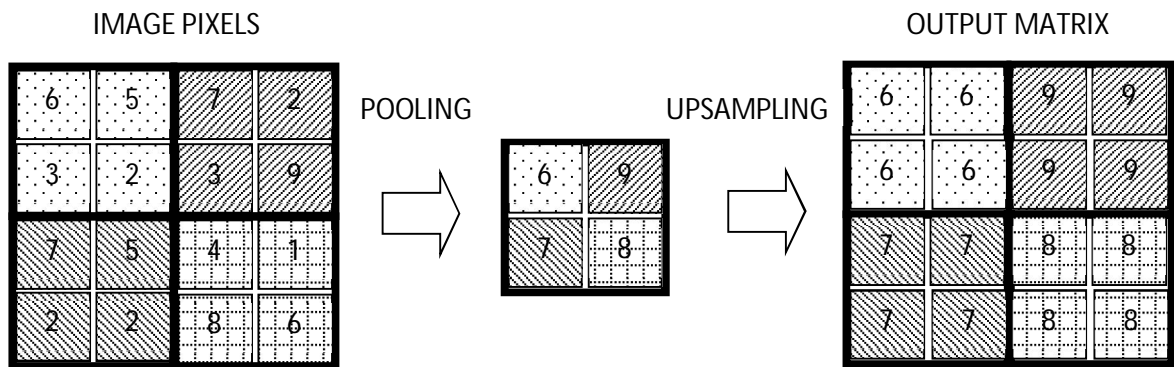 IMAGE PIXELS
6 5 7 2
3 2 3 9
7 5 4 1
2 2 8 6
POOLING
6 9
7 8
UPSAMPLING
OUTPUT MATRIX
6 6 9 9
6 6 9 9
7 7 8 8
7 7 8 8